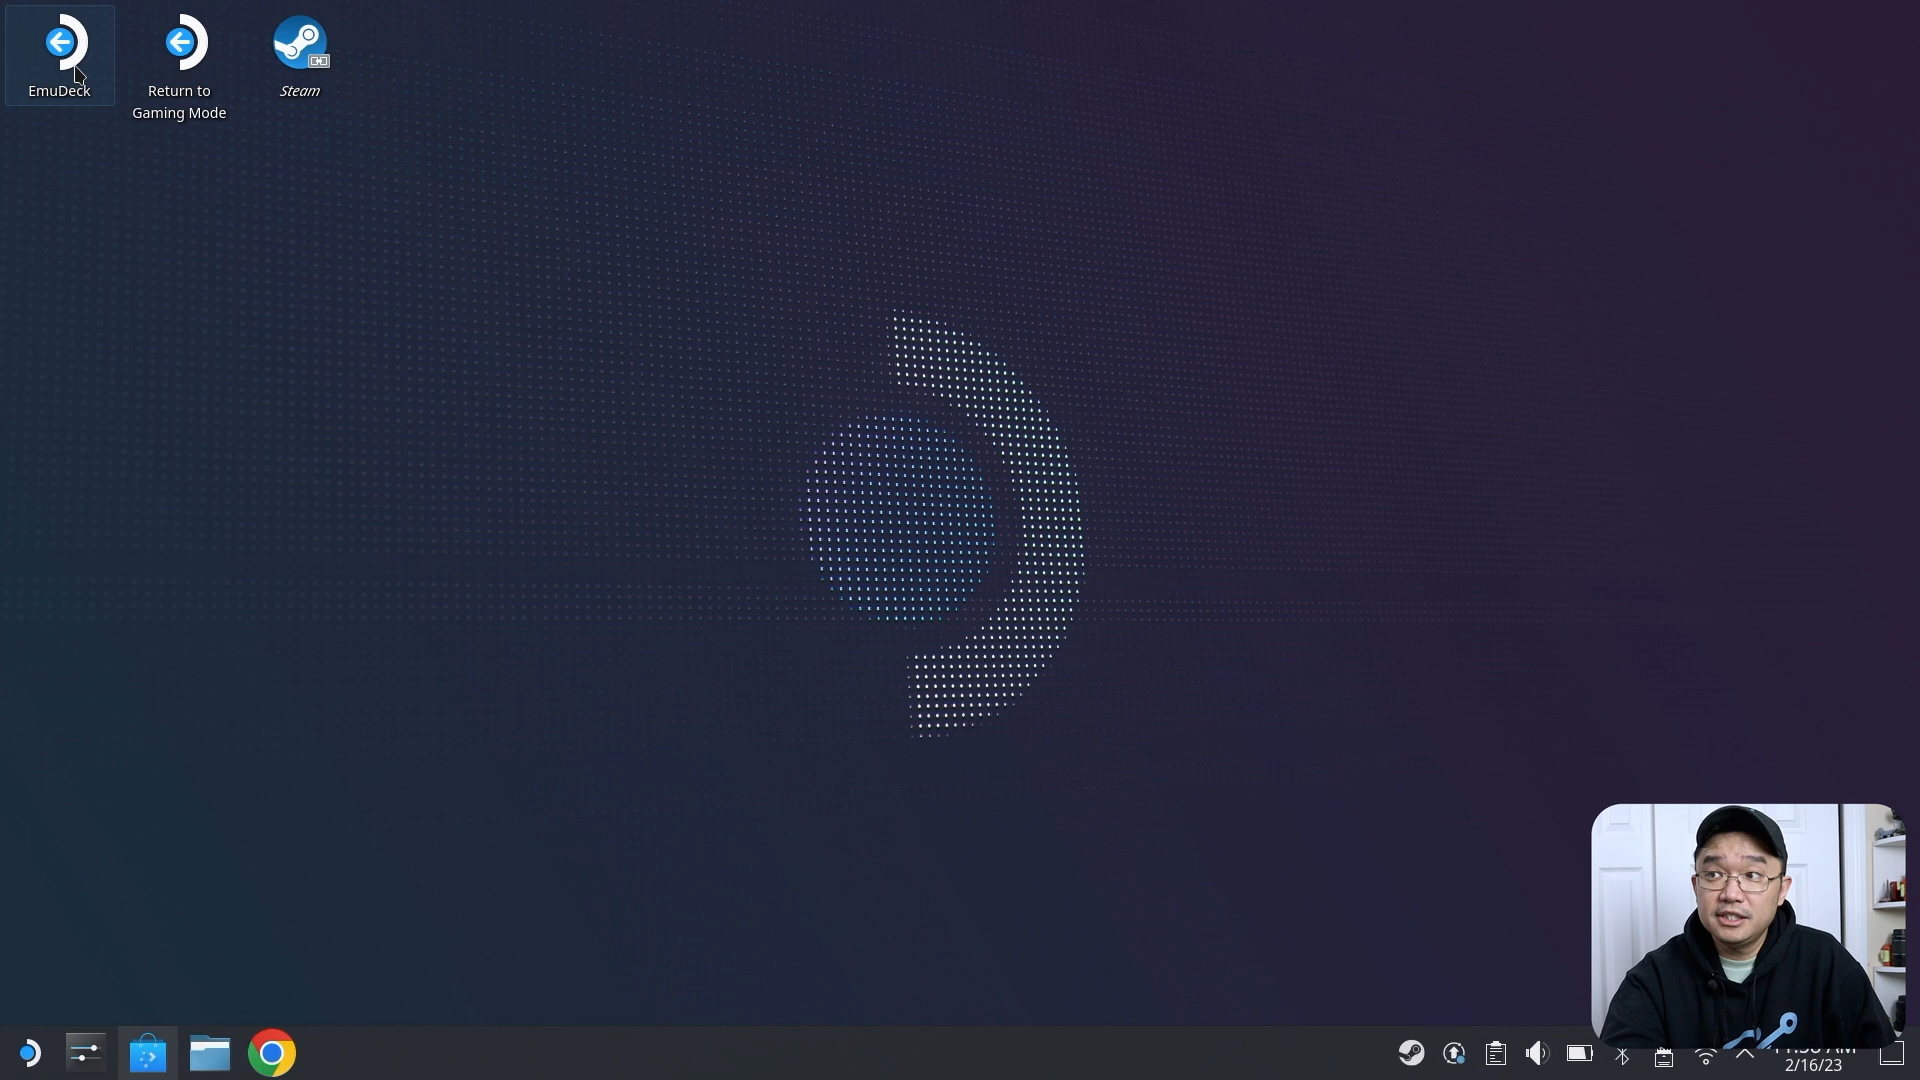 EmuDeck
Return to
Gaming Mode
Steam
2/16/23